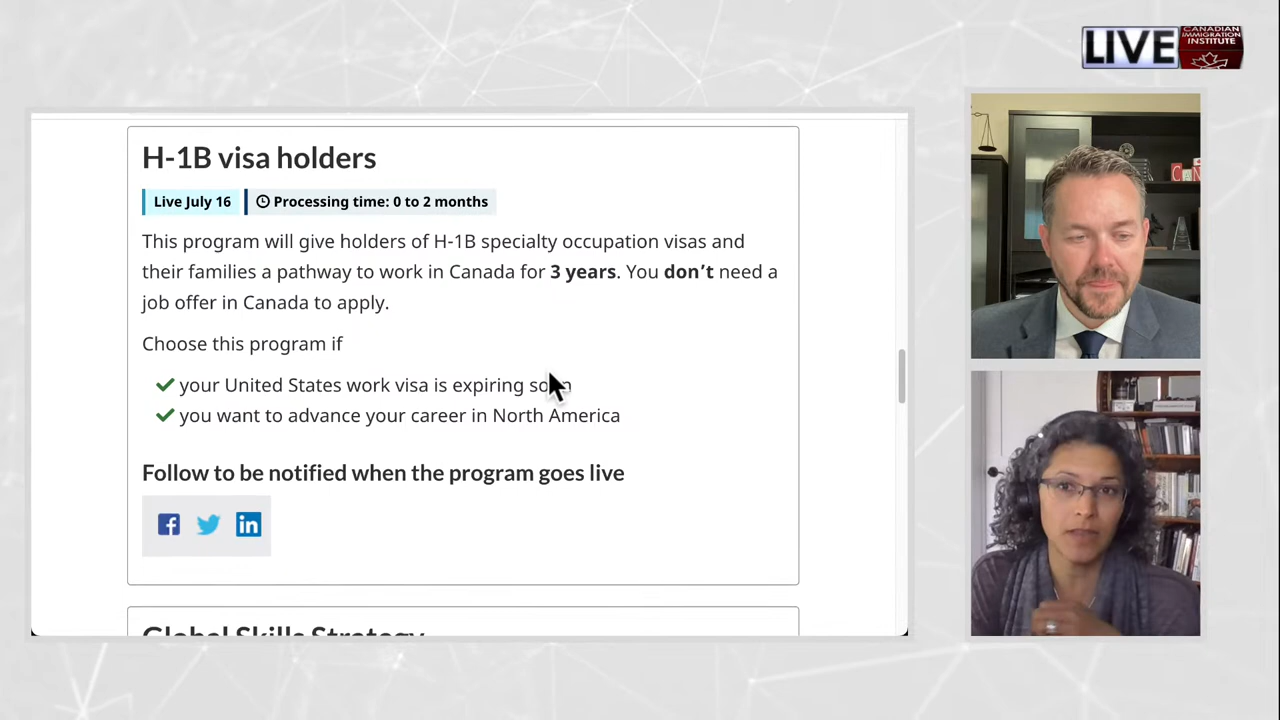 LIVE
CANADIAN
IMMIGRATION
INSTITUTE
H-1B visa holders
Live July 16
Processing time: 0 to 2 months
This program will give holders of H-1B specialty occupation visas and
their families a pathway to work in Canada for 3 years. You don't need a
job offer in Canada to apply.
Choose this program if
your United States work visa is expiring soon
you want to advance your career in North America
Follow to be notified when the program goes live
Global Skills Strategy